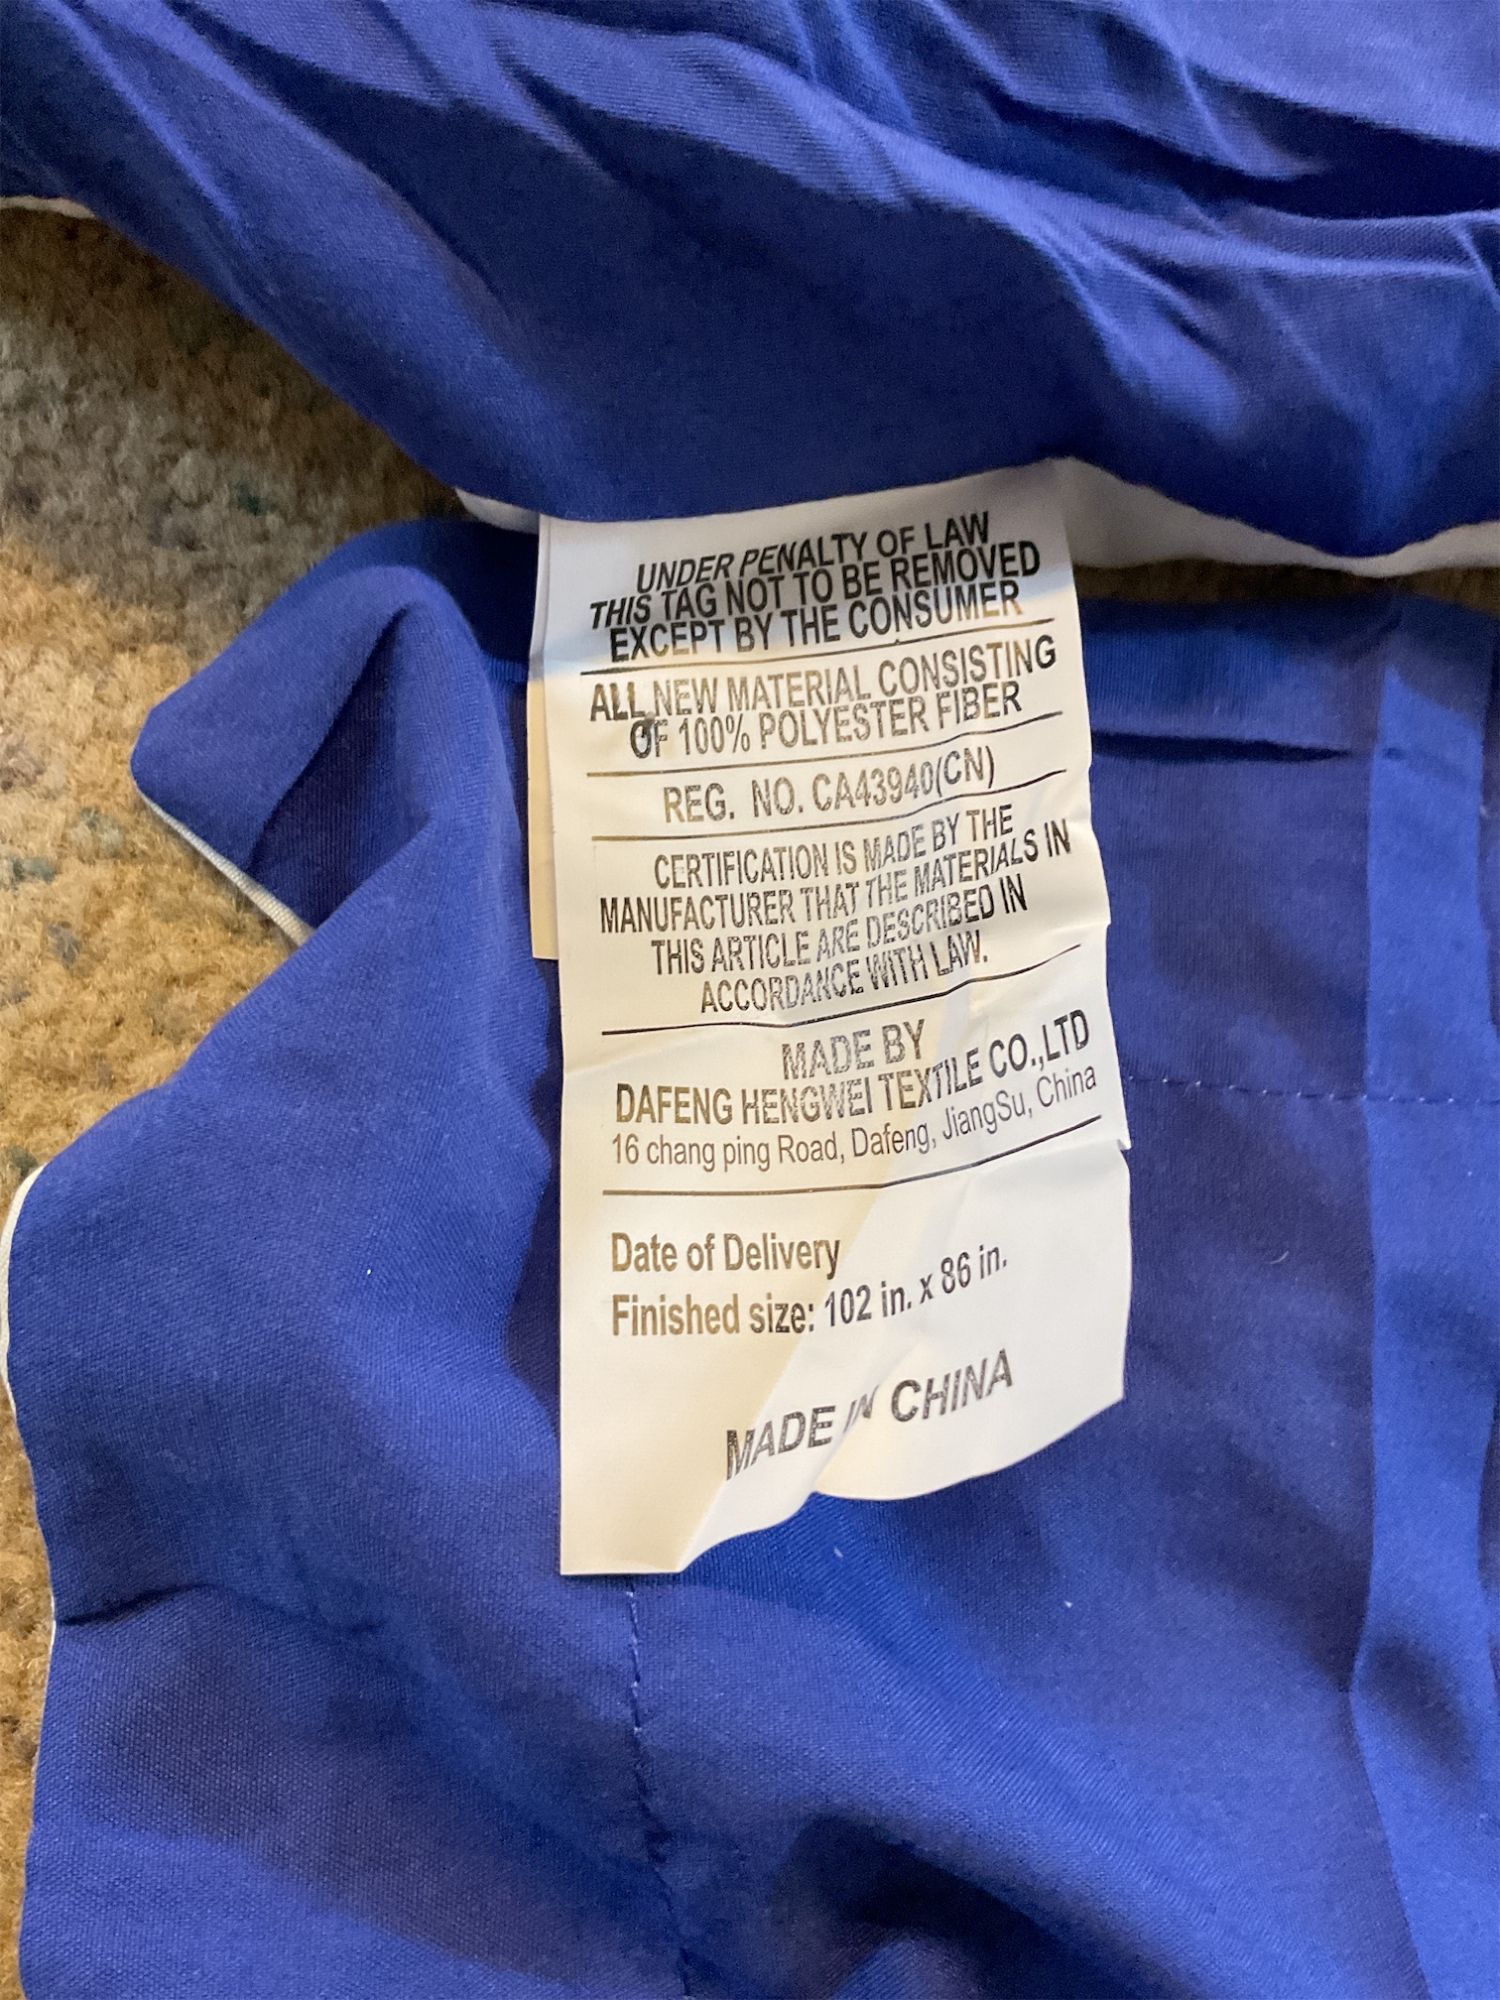 UNDER PENALTY OF LAW
THIS TAG NOT TO BE REMOVED
EXCEPT BY THE CONSUMER
ALL NEW MATERIAL CONSISTING
OF 100% POLYESTER FIBER
REG. NO. CA43940(CN)
CERTIFICATION IS MADE BY THE
MANUFACTURER THAT THE MATERIALS IN
THIS ARTICLE ARE DESCRIBED IN
ACCORDANCE WITH LAW.
MADE BY
DAFENG HENGWEI TEXTILE CO.,LTD
16 chang ping Road, Dafeng, JiangSu, China
Date of Delivery
Finished size: 102 in. x 86 in.
MADE IN CHINA